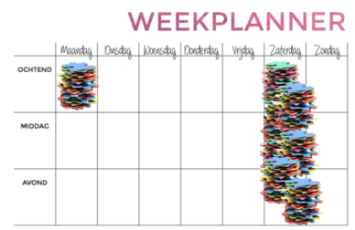 WEEKPLANNER
Maandag Dinsdag Woensdag Donderdag Vrijdag Zaterdag Zondag
OCHTEND
MIDDAG
AVOND